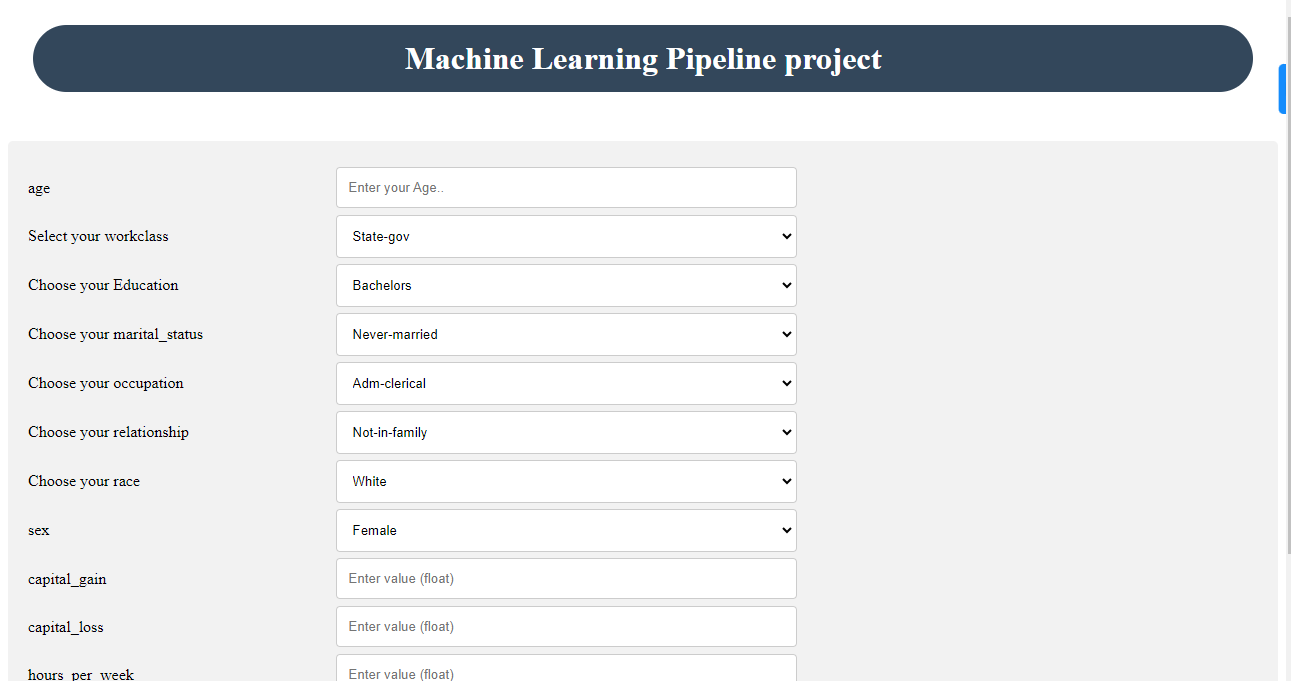 Machine Learning Pipeline project
age Enter your Age..
Select your workclass State-gov
Choose your Education Bachelors
Choose your marital_status Never-married
Choose your occupation Adm-clerical
Choose your relationship Not-in-family
Choose your race White
sex Female
capital_gain Enter value (float)
capital_loss Enter value (float)
hours_per_week Enter value (float)